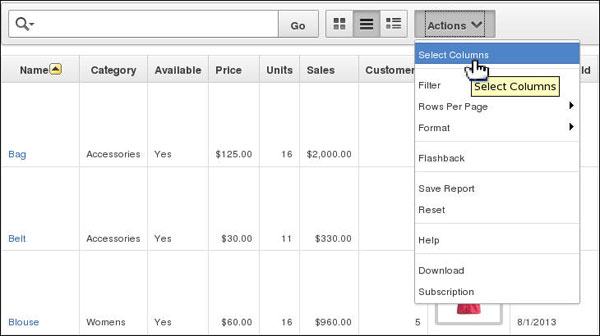 Go Actions
Select Columns
Select Columns
Filter
Rows Per Page
Format
Flashback
Save Report
Reset
Help
Download
Subscription
Name Category Available Price Units Sales Customer
Bag Accessories Yes $125.00 16 $2,000.00
Belt Accessories Yes $30.00 11 $330.00
Blouse Womens Yes $60.00 16 $960.00 5 8/1/2013